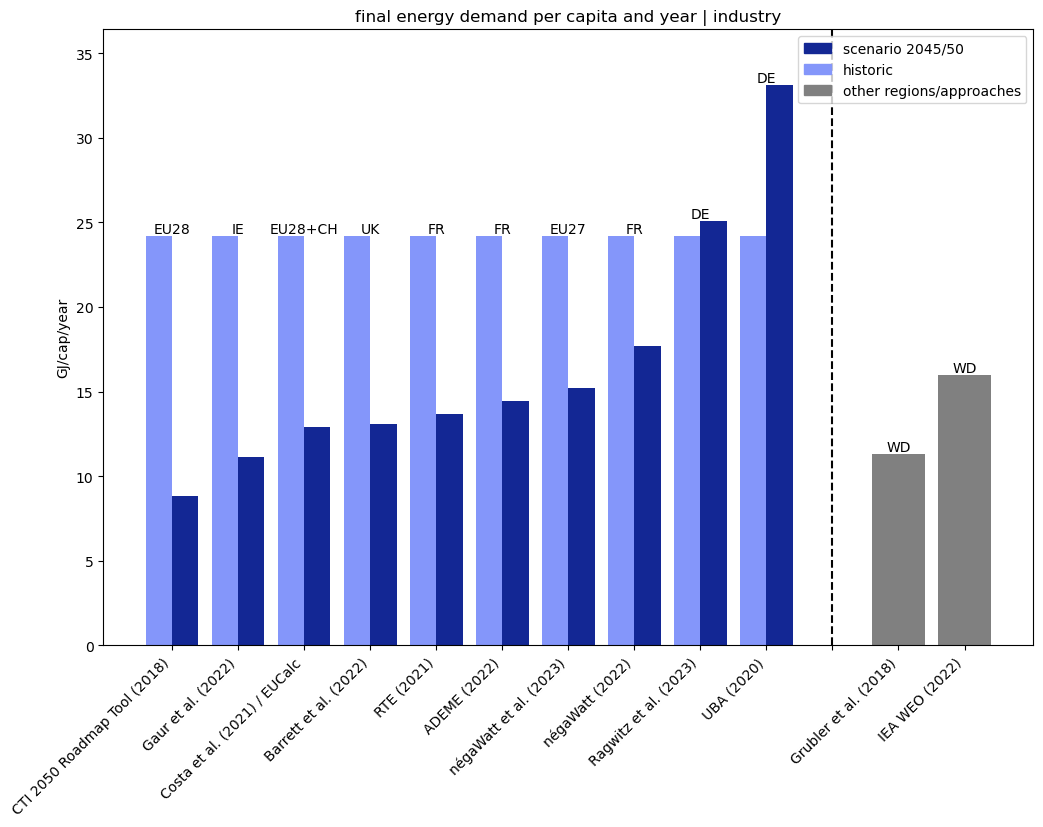 final energy demand per capita and year | industry
scenario 2045/50
historic
other regions/approaches
GJ/cap/year
35
30
25
20
15
10
5
0
EU28
IE
EU28+CH
UK
FR
FR
EU27
FR
DE
DE
WD
WD
CTI 2050 Roadmap Tool (2018)
Gaur et al. (2022)
Costa et al. (2021) / EUCalc
Barrett et al. (2022)
RTE (2021)
ADEME (2022)
négaWatt et al. (2023)
négaWatt (2022)
Ragwitz et al. (2023)
UBA (2020)
Grubler et al. (2018)
IEA WEO (2022)